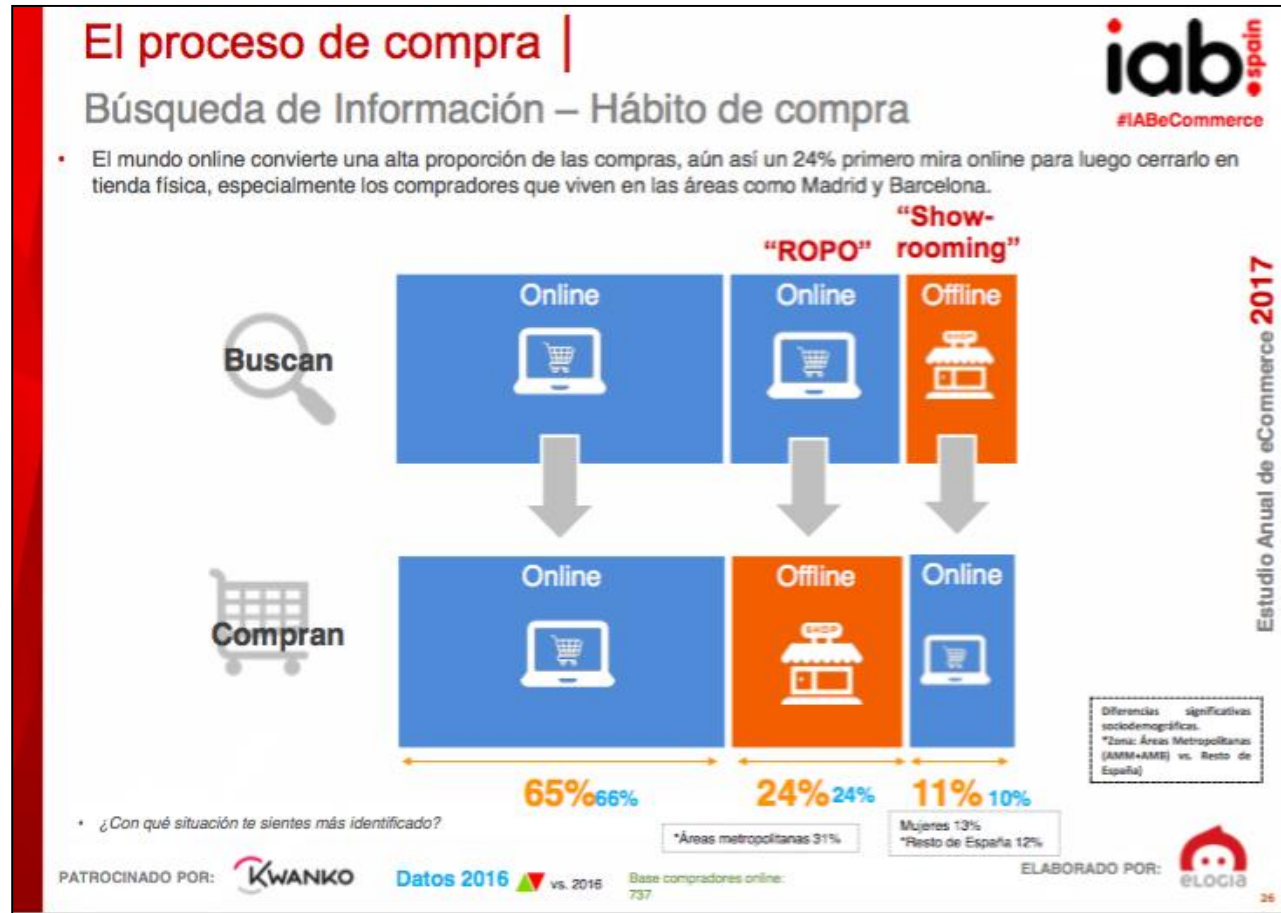 El proceso de compra |
iab
spain
#IABeCommerce
Búsqueda de Información – Hábito de compra
• El mundo online convierte una alta proporción de las compras, aún así un 24% primero mira online para luego cerrarlo en
tienda física, especialmente los compradores que viven en las áreas como Madrid y Barcelona.
“ROPO”
“Show-
rooming”
Buscan
Online
Online
Offline
SHOP
Compran
Online
Offline
Online
SHOP
65% 66%
24% 24%
11% 10%
Estudio Anual de eCommerce 2017
Diferencias significativas
sociodemográficas.
*Zona: Áreas Metropolitanas
(AMM+AMB) vs. Resto de
España)
• ¿Con qué situación te sientes más identificado?
*Áreas metropolitanas 31%
Mujeres 13%
*Resto de España 12%
PATROCINADO POR:
KWANKO
Datos 2016
vs. 2016
Base compradores online:
737
ELABORADO POR:
eLOGIA
26